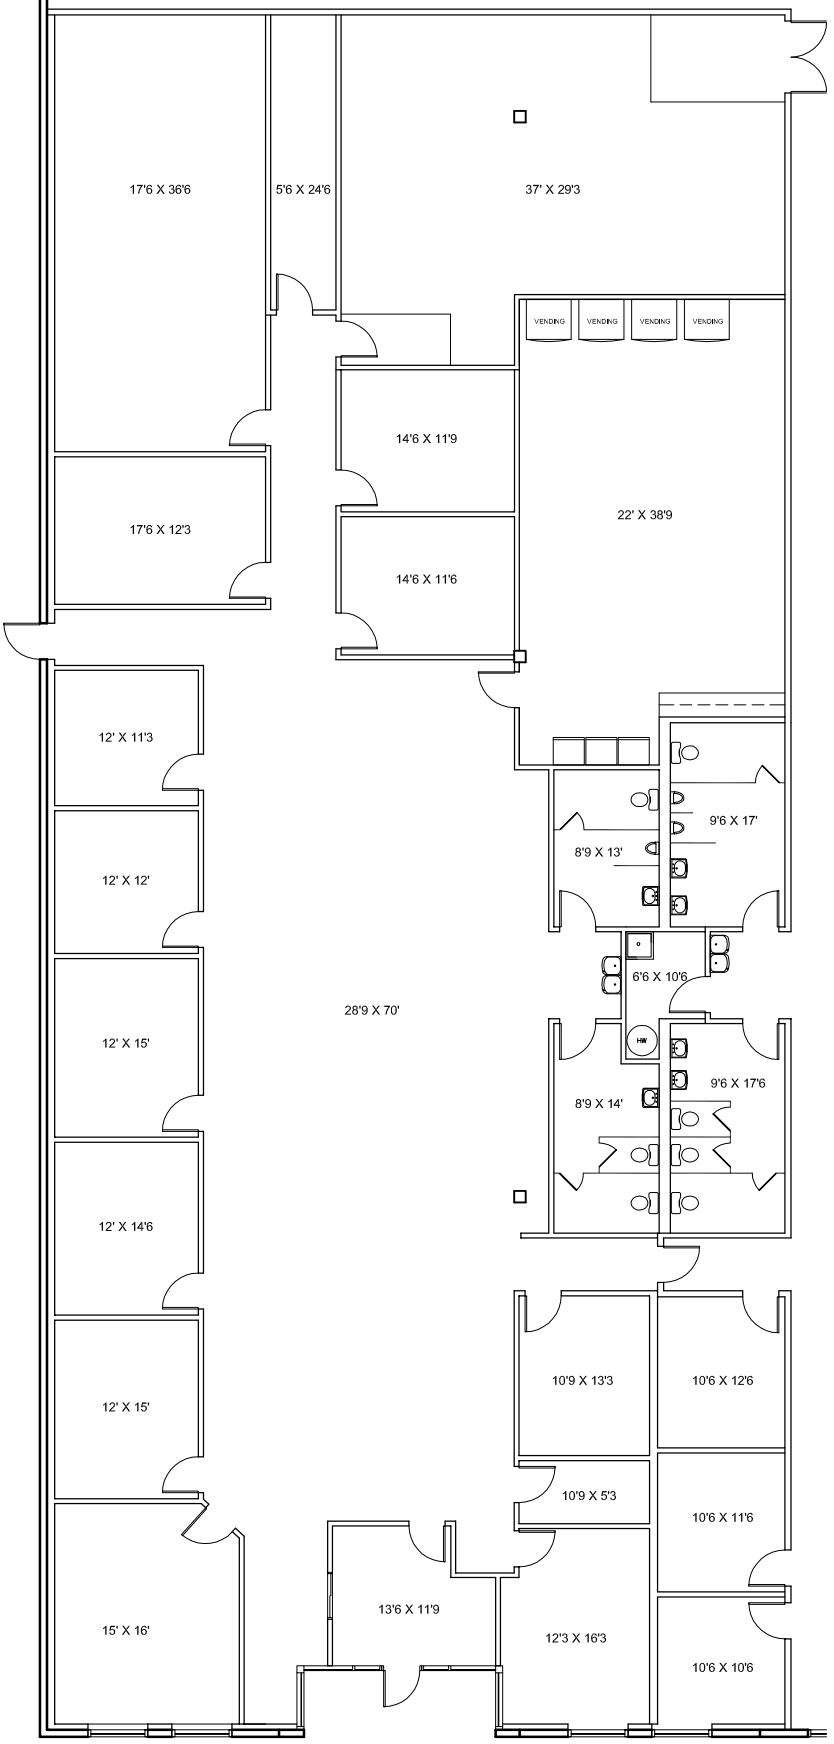 17'6 X 36'6
5'6 X 24'6
37' X 29'3
VENDING
VENDING
VENDING
VENDING
14'6 X 11'9
22' X 38'9
17'6 X 12'3
14'6 X 11'6
12' X 11'3
9'6 X 17'
8'9 X 13'
12' X 12'
6'6 X 10'6
28'9 X 70'
12' X 15'
HW
9'6 X 17'6
8'9 X 14'
12' X 14'6
10'9 X 13'3
10'6 X 12'6
12' X 15'
10'9 X 5'3
10'6 X 11'6
13'6 X 11'9
15' X 16'
12'3 X 16'3
10'6 X 10'6